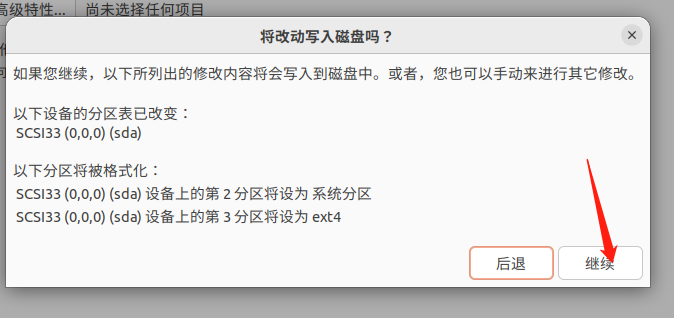 高级特性...
尚未选择任何项目
将改动写入磁盘吗？
如果您继续，以下所列出的修改内容将会写入到磁盘中。或者，您也可以手动来进行其它修改。
以下设备的分区表已改变：
SCSI33 (0,0,0) (sda)
以下分区将被格式化：
SCSI33 (0,0,0) (sda) 设备上的第 2 分区将设为 系统分区
SCSI33 (0,0,0) (sda) 设备上的第 3 分区将设为 ext4
后退
继续